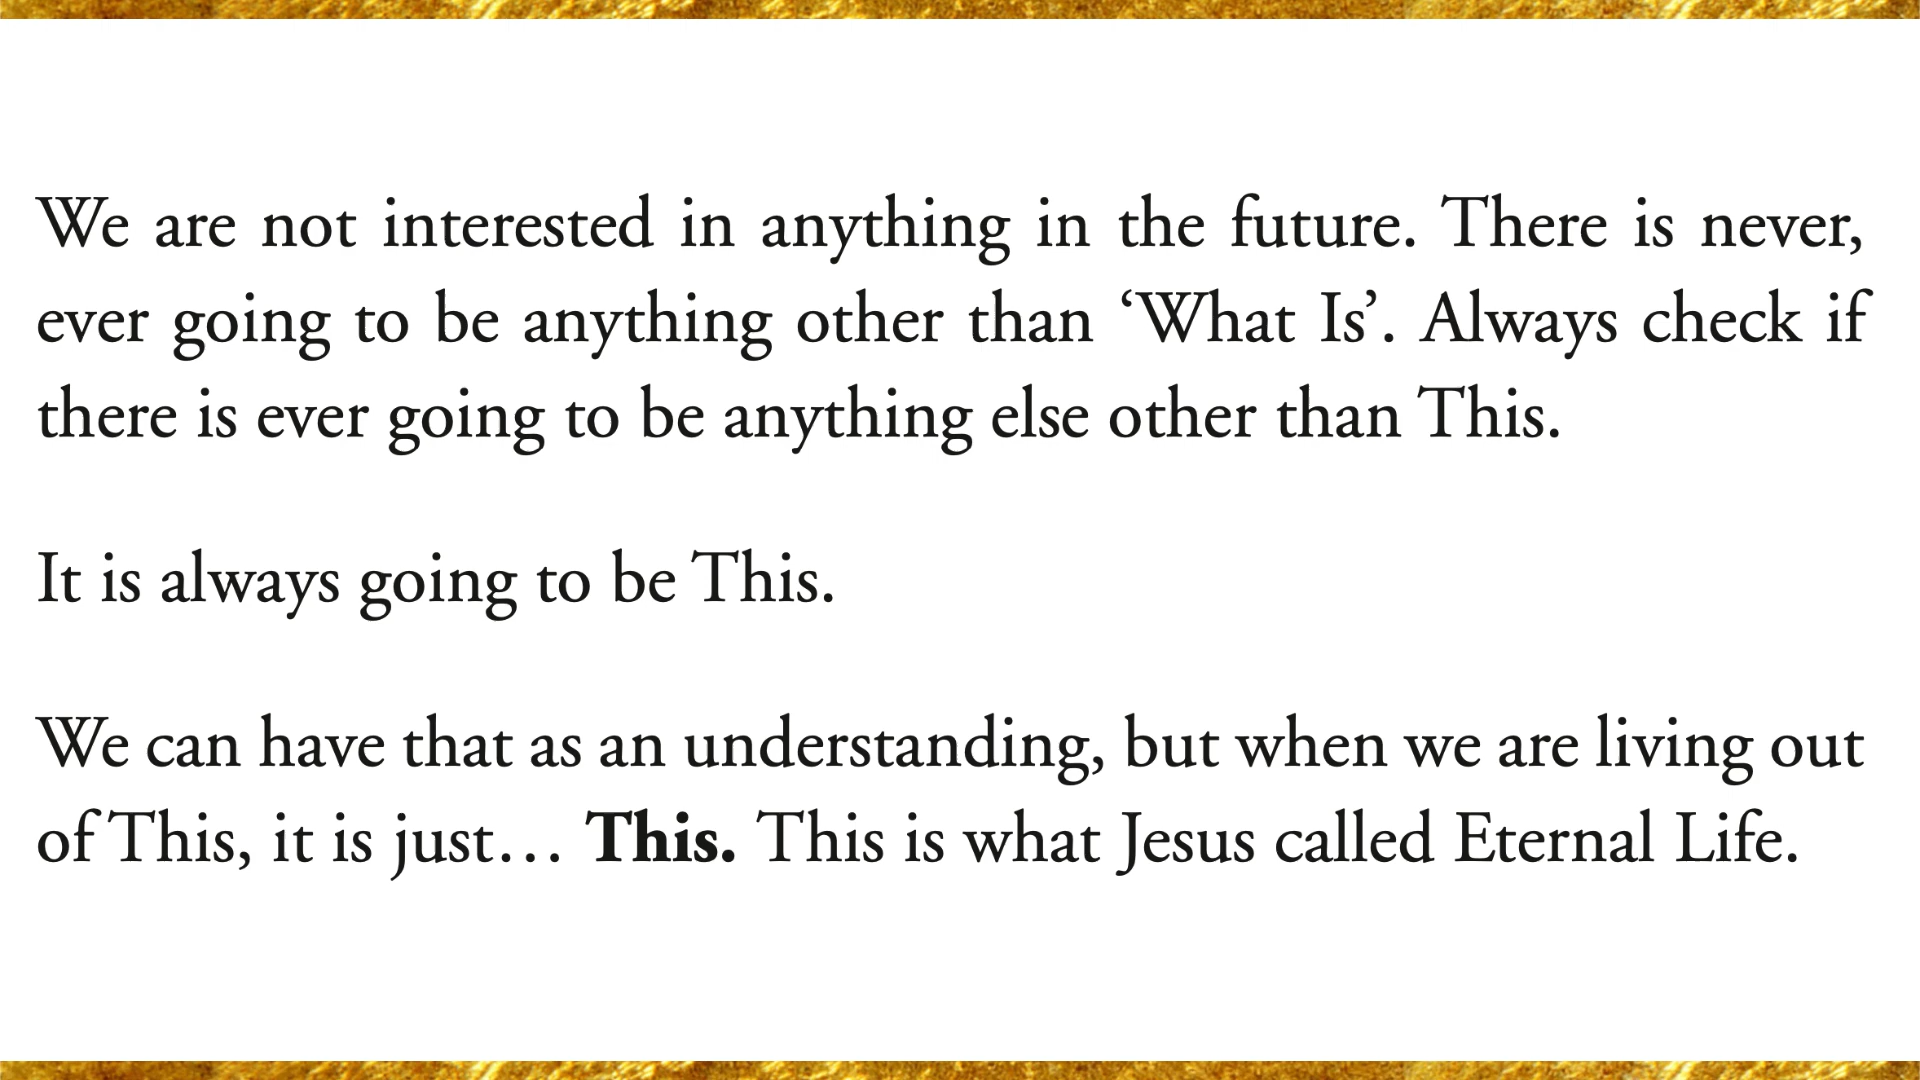 We are not interested in anything in the future. There is never,
ever going to be anything other than ‘What Is’. Always check if
there is ever going to be anything else other than This.
It is always going to be This.
We can have that as an understanding, but when we are living out
of This, it is just… This. This is what Jesus called Eternal Life.